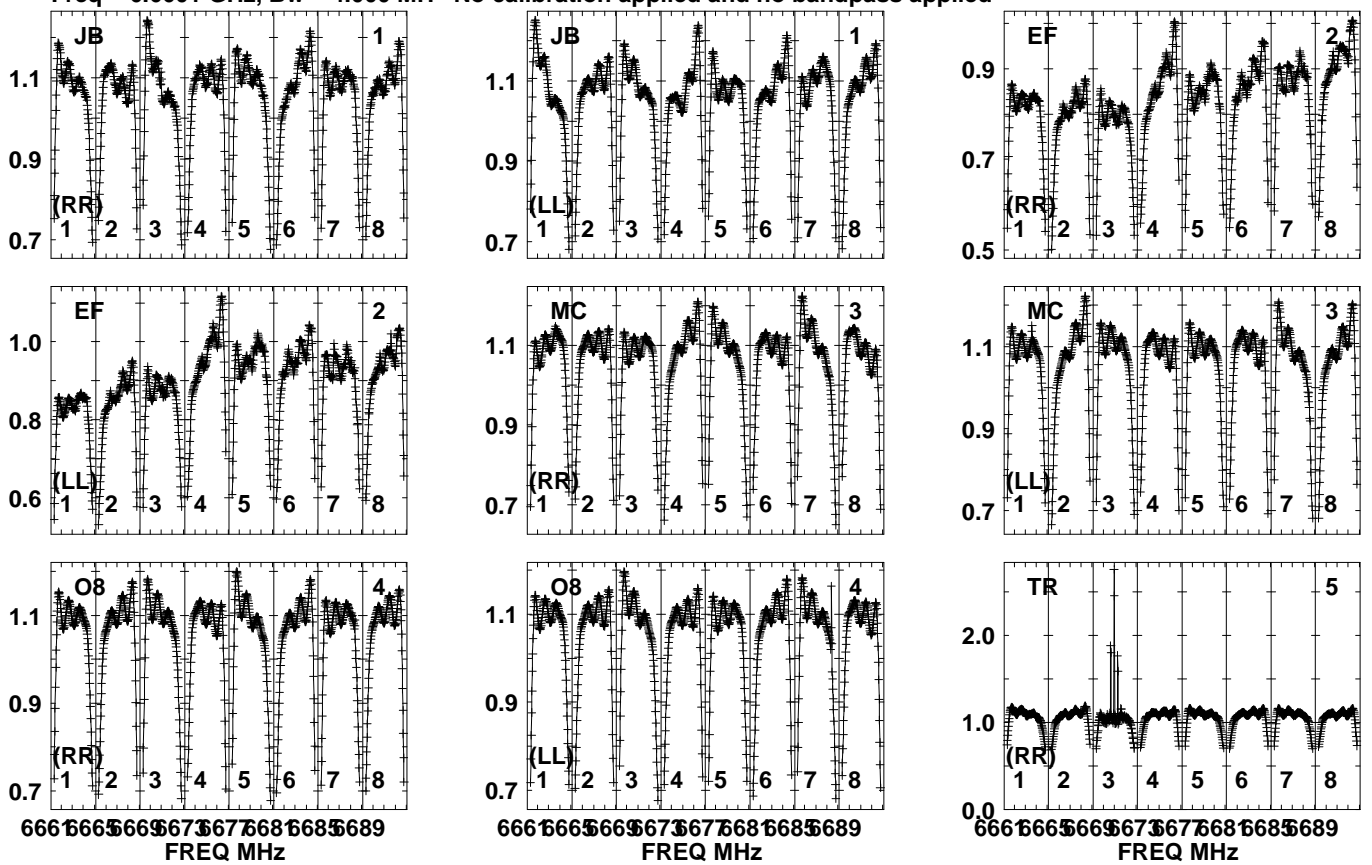 No calibration applied and no bandpass applied
JB 1
1.1
0.9
0.7
(RR)
1 2 3 4 5 6 7 8
JB 1
1.1
0.9
0.7
(LL)
1 2 3 4 5 6 7 8
EF 2
0.9
0.7
0.5
(RR)
1 2 3 4 5 6 7 8
EF 2
1.0
0.8
0.6
(LL)
1 2 3 4 5 6 7 8
MC 3
1.1
0.9
0.7
(RR)
1 2 3 4 5 6 7 8
MC 3
1.1
0.9
0.7
(LL)
1 2 3 4 5 6 7 8
O8 4
1.1
0.9
0.7
(RR)
1 2 3 4 5 6 7 8
6661 6665 6669 6673 6677 6681 6685 6689
FREQ MHz
O8 4
1.1
0.9
0.7
(LL)
1 2 3 4 5 6 7 8
6661 6665 6669 6673 6677 6681 6685 6689
FREQ MHz
TR 5
2.0
1.0
0.0
(RR)
1 2 3 4 5 6 7 8
6661 6665 6669 6673 6677 6681 6685 6689
FREQ MHz